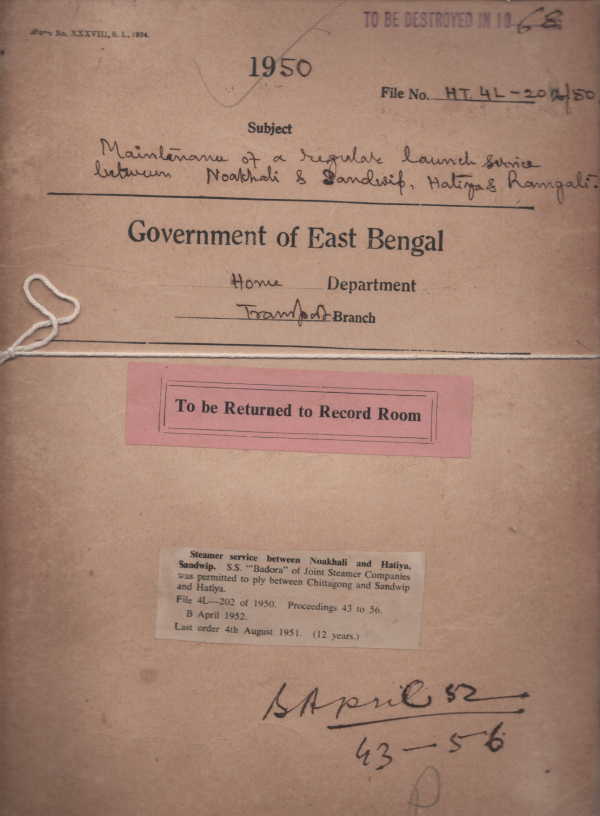 TO BE DESTROYED IN 19 68
Form No. XXXVIII, S. I., 1954.
1950
File No. HT. 4L-202/50
Subject
Maintenance of a regular launch service
between Noakhali & Sandwip, Hatiya & Ramgati.
Government of East Bengal
Home Department
Transport Branch
To be Returned to Record Room
Steamer service between Noakhali and Hatiya,
Sandwip. S.S. "'Badora" of Joint Steamer Companies
was permitted to ply between Chittagong and Sandwip
and Hatiya.
File 4L—202 of 1950. Proceedings 43 to 56.
B April 1952.
Last order 4th August 1951. (12 years.)
B April 52
43 - 56